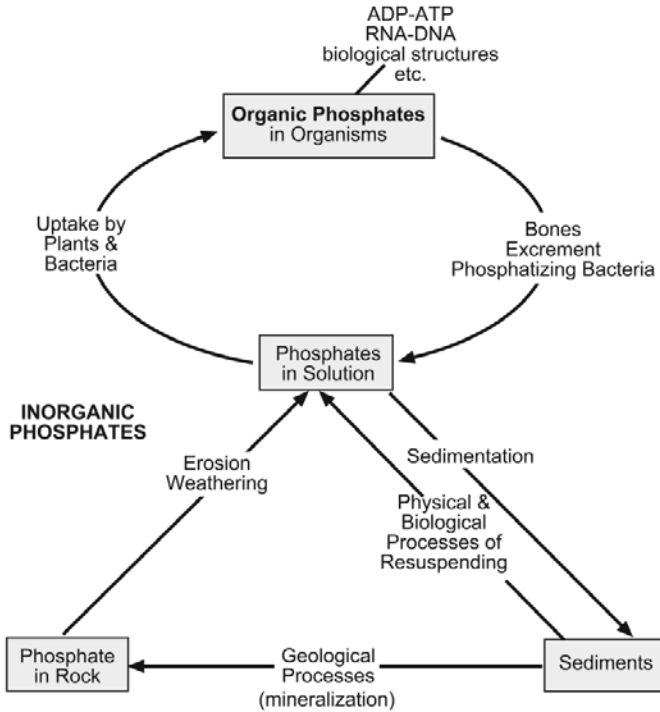 ADP-ATP
RNA-DNA
biological structures
etc.
Organic Phosphates
in Organisms
Uptake by
Plants &
Bacteria
Bones
Excrement
Phosphatizing Bacteria
Phosphates
in Solution
INORGANIC
PHOSPHATES
Erosion
Weathering
Sedimentation
Physical &
Biological
Processes of
Resuspending
Phosphate
in Rock
Geological
Processes
(mineralization)
Sediments